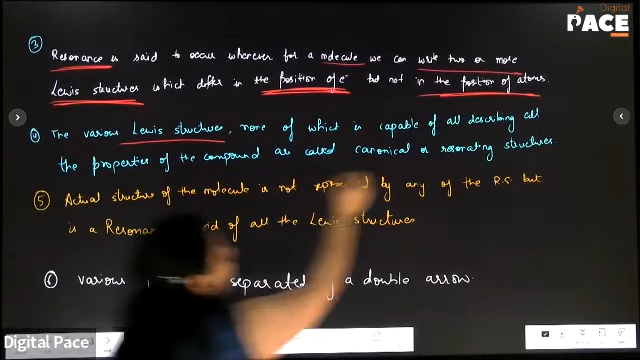 Digital
PACE
③ Resonance is said to occur whenever for a molecule we can write two or more
Lewis structures which differ in the position of e⁻ but not in the position of atoms.
④ The various Lewis structures, none of which is capable of all describing all
the properties of the compound are called canonical or resonating structures.
⑤ Actual structure of the molecule is not by any of the R.S. but
is a of all the Lewis structures
⑥ Various separated a double arrow.
Digital Pace